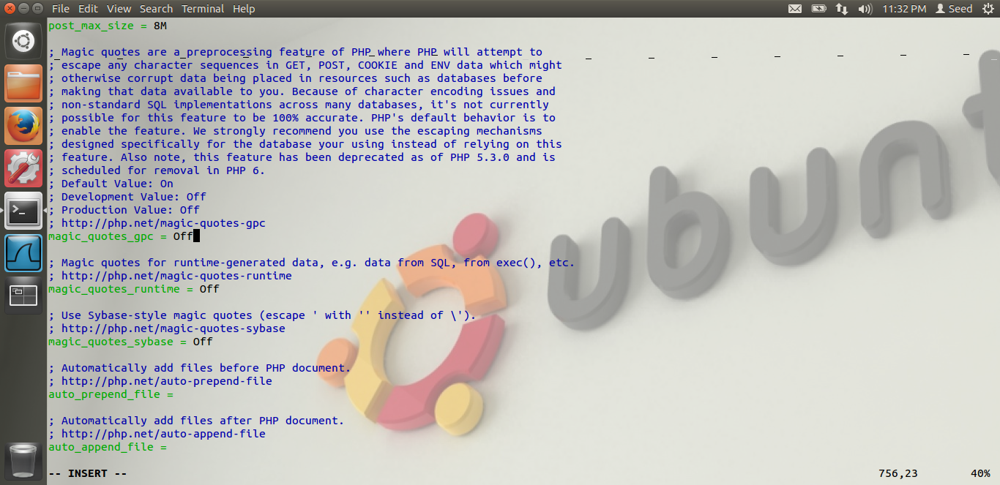 File Edit View Search Terminal Help 11:32 PM Seed
post_max_size = 8M
; Magic quotes are a preprocessing feature of PHP where PHP will attempt to
; escape any character sequences in GET, POST, COOKIE and ENV data which might
; otherwise corrupt data being placed in resources such as databases before
; making that data available to you. Because of character encoding issues and
; non-standard SQL implementations across many databases, it's not currently
; possible for this feature to be 100% accurate. PHP's default behavior is to
; enable the feature. We strongly recommend you use the escaping mechanisms
; designed specifically for the database your using instead of relying on this
; feature. Also note, this feature has been deprecated as of PHP 5.3.0 and is
; scheduled for removal in PHP 6.
; Default Value: On
; Development Value: Off
; Production Value: Off
; http://php.net/magic-quotes-gpc
magic_quotes_gpc = Off
; Magic quotes for runtime-generated data, e.g. data from SQL, from exec(), etc.
; http://php.net/magic-quotes-runtime
magic_quotes_runtime = Off
; Use Sybase-style magic quotes (escape ' with '' instead of \').
; http://php.net/magic-quotes-sybase
magic_quotes_sybase = Off
; Automatically add files before PHP document.
; http://php.net/auto-prepend-file
auto_prepend_file =
; Automatically add files after PHP document.
; http://php.net/auto-append-file
auto_append_file =
-- INSERT -- 756,23 40%
ubunt